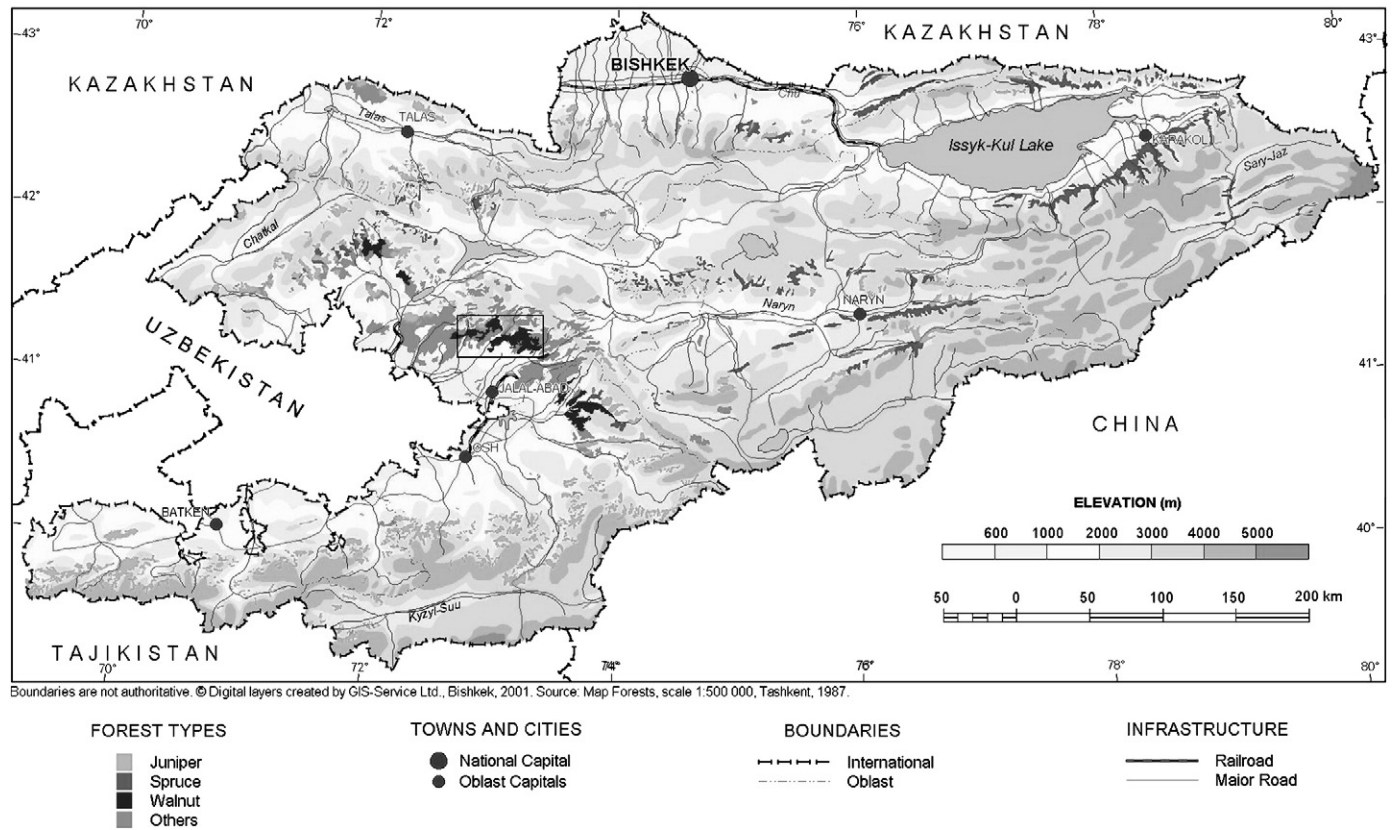 70° 72° 76° 78° 80°
43° 43°
KAZAKHSTAN
KAZAKHSTAN
BISHKEK
Chu
Talas
TALAS
Issyk-Kul Lake
KARAKOL
Sary-Jaz
42° 42°
Chatkal
Naryn
NARYN
UZBEKISTAN
41° 41°
JALAL-ABAD
CHINA
OSH
BATKEN
ELEVATION (m)
40°
600 1000 2000 3000 4000 5000
50 0 50 100 150 200 km
Kyzyl-Suu
TAJIKISTAN
70° 72° 74° 76° 78° 80°
Boundaries are not authoritative. © Digital layers created by GIS-Service Ltd., Bishkek, 2001. Source: Map Forests, scale 1:500 000, Tashkent, 1987.
FOREST TYPES
Juniper
Spruce
Walnut
Others
TOWNS AND CITIES
National Capital
Oblast Capitals
BOUNDARIES
International
Oblast
INFRASTRUCTURE
Railroad
Maior Road